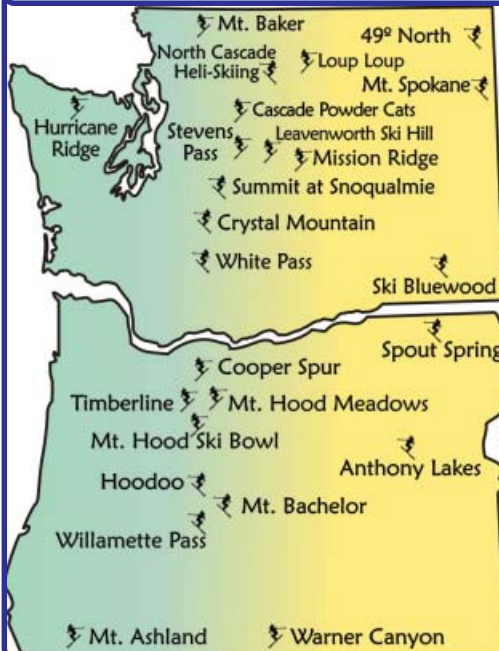 Mt. Baker
49º North
North Cascade
Heli-Skiing
Loup Loup
Mt. Spokane
Hurricane
Ridge
Cascade Powder Cats
Stevens
Pass
Leavenworth Ski Hill
Mission Ridge
Summit at Snoqualmie
Crystal Mountain
White Pass
Ski Bluewood
Spout Spring
Cooper Spur
Timberline
Mt. Hood Meadows
Mt. Hood Ski Bowl
Anthony Lakes
Hoodoo
Mt. Bachelor
Willamette Pass
Mt. Ashland
Warner Canyon